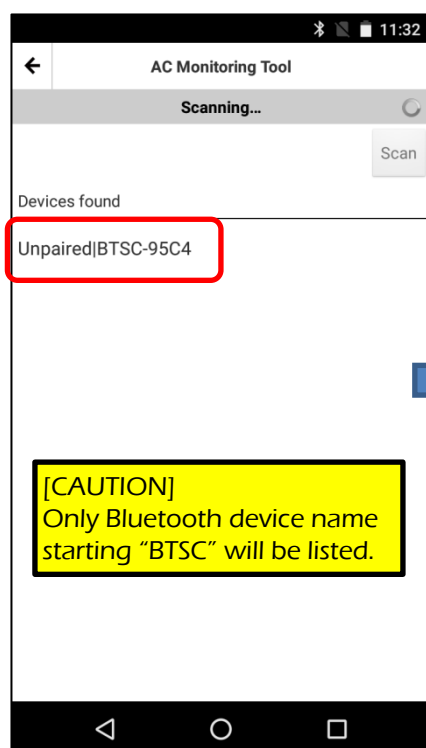 11:32
AC Monitoring Tool
Scanning...
Scan
Devices found
Unpaired|BTSC-95C4
[CAUTION]
Only Bluetooth device name
starting “BTSC” will be listed.